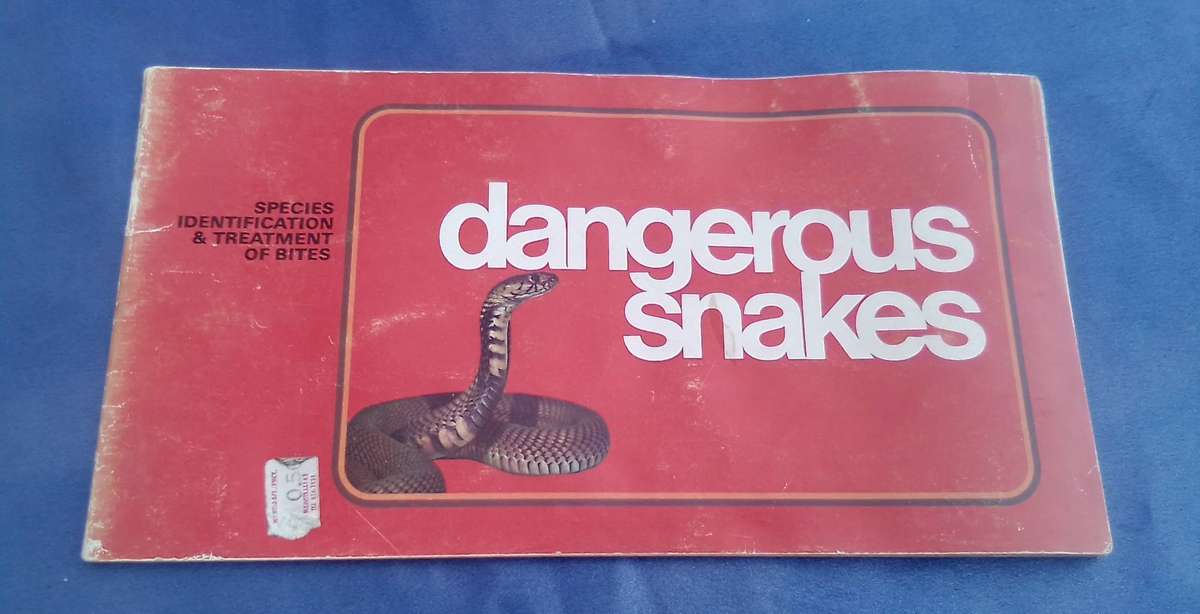 SPECIES
IDENTIFICATION
& TREATMENT
OF BITES
dangerous
snakes